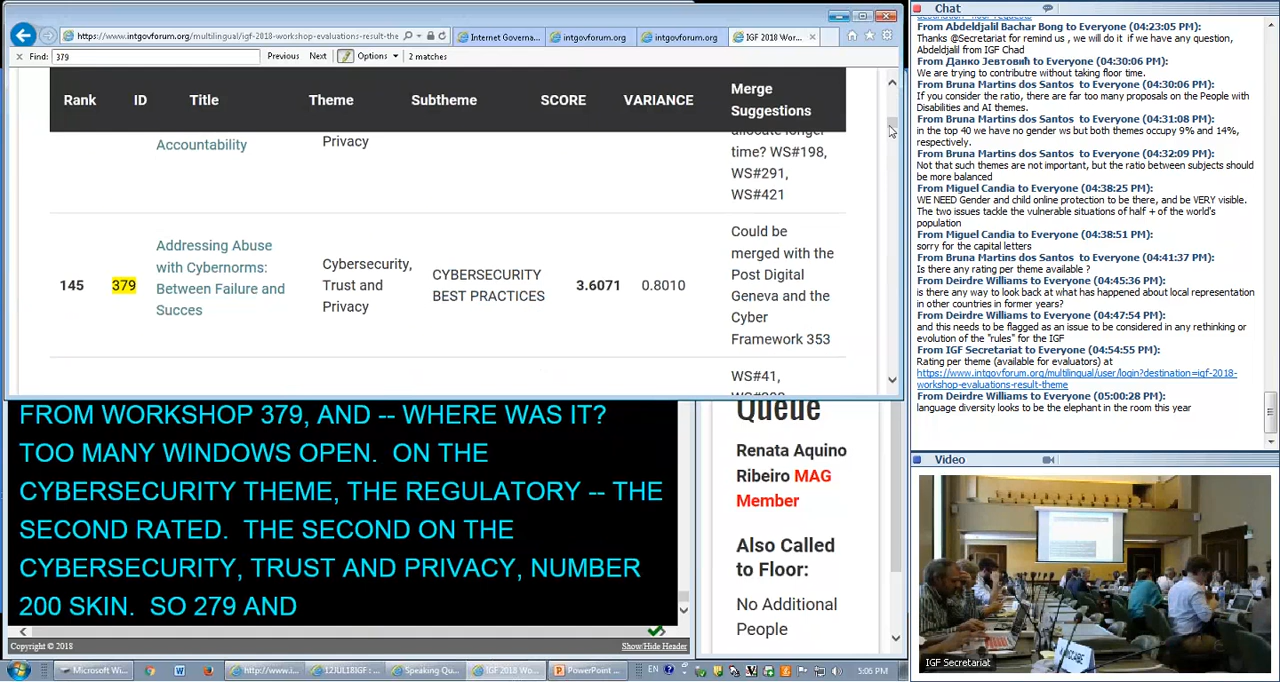 https://www.intgovforum.org/multilingual/igf-2018-workshop-evaluations-result-the
Internet Governa...
intgovforum.org
intgovforum.org
IGF 2018 Wor...
Find: 379
Previous Next Options 2 matches
Rank ID Title Theme Subtheme SCORE VARIANCE Merge Suggestions
Accountability
Privacy
allocate longer
time? WS#198,
WS#291,
WS#421
145
379
Addressing Abuse
with Cybernorms:
Between Failure and
Succes
Cybersecurity,
Trust and
Privacy
CYBERSECURITY
BEST PRACTICES
3.6071
0.8010
Could be
merged with the
Post Digital
Geneva and the
Cyber
Framework 353
WS#41,
FROM WORKSHOP 379, AND -- WHERE WAS IT?
TOO MANY WINDOWS OPEN. ON THE
CYBERSECURITY THEME, THE REGULATORY -- THE
SECOND RATED. THE SECOND ON THE
CYBERSECURITY, TRUST AND PRIVACY, NUMBER
200 SKIN. SO 279 AND
Copyright © 2018
Show/Hide Header
Queue
Renata Aquino
Ribeiro MAG
Member
Also Called
to Floor:
No Additional
People
Chat
From Abdeldjalil Bachar Bong to Everyone (04:23:05 PM):
Thanks @Secretariat for remind us , we will do it if we have any question,
Abdeldjalil from IGF Chad
From Данко Јевтовић to Everyone (04:30:06 PM):
We are trying to contributre without taking floor time.
From Bruna Martins dos Santos to Everyone (04:30:06 PM):
If you consider the ratio, there are far too many proposals on the People with
Disabilities and AI themes.
From Bruna Martins dos Santos to Everyone (04:31:08 PM):
in the top 40 we have no gender ws but both themes occupy 9% and 14%,
respectively.
From Bruna Martins dos Santos to Everyone (04:32:09 PM):
Not that such themes are not important, but the ratio between subjects should
be more balanced
From Miguel Candia to Everyone (04:38:25 PM):
WE NEED Gender and child online protection to be there, and be VERY visible.
The two issues tackle the vulnerable situations of half + of the world's
population
From Miguel Candia to Everyone (04:38:51 PM):
sorry for the capital letters
From Bruna Martins dos Santos to Everyone (04:41:37 PM):
Is there any rating per theme available ?
From Deirdre Williams to Everyone (04:45:36 PM):
is there any way to look back at what has happened about local representation
in other countries in former years?
From Deirdre Williams to Everyone (04:47:54 PM):
and this needs to be flagged as an issue to be considered in any rethinking or
evolution of the "rules" for the IGF
From IGF Secretariat to Everyone (04:54:55 PM):
Rating per theme (available for evaluators) at
https://www.intgovforum.org/multilingual/user/login?destination=igf-2018-
workshop-evaluations-result-theme
From Deirdre Williams to Everyone (05:00:28 PM):
language diversity looks to be the elephant in the room this year
Video
IGF Secretariat
Microsoft Wi...
http://www.i...
12JUL18IGF : ...
Speaking Qu...
IGF 2018 Wo...
PowerPoint ...
EN
5:06 PM